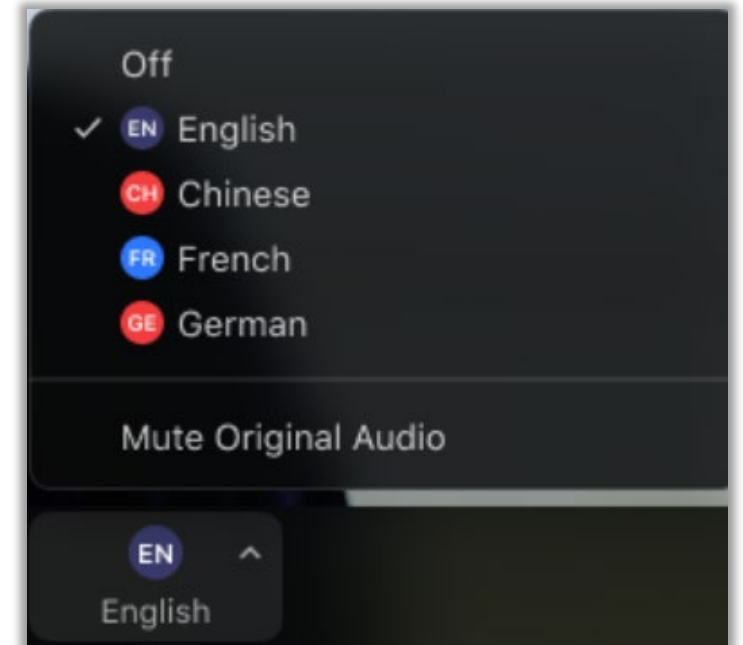 Off
EN English
CH Chinese
FR French
GE German
Mute Original Audio
EN
English